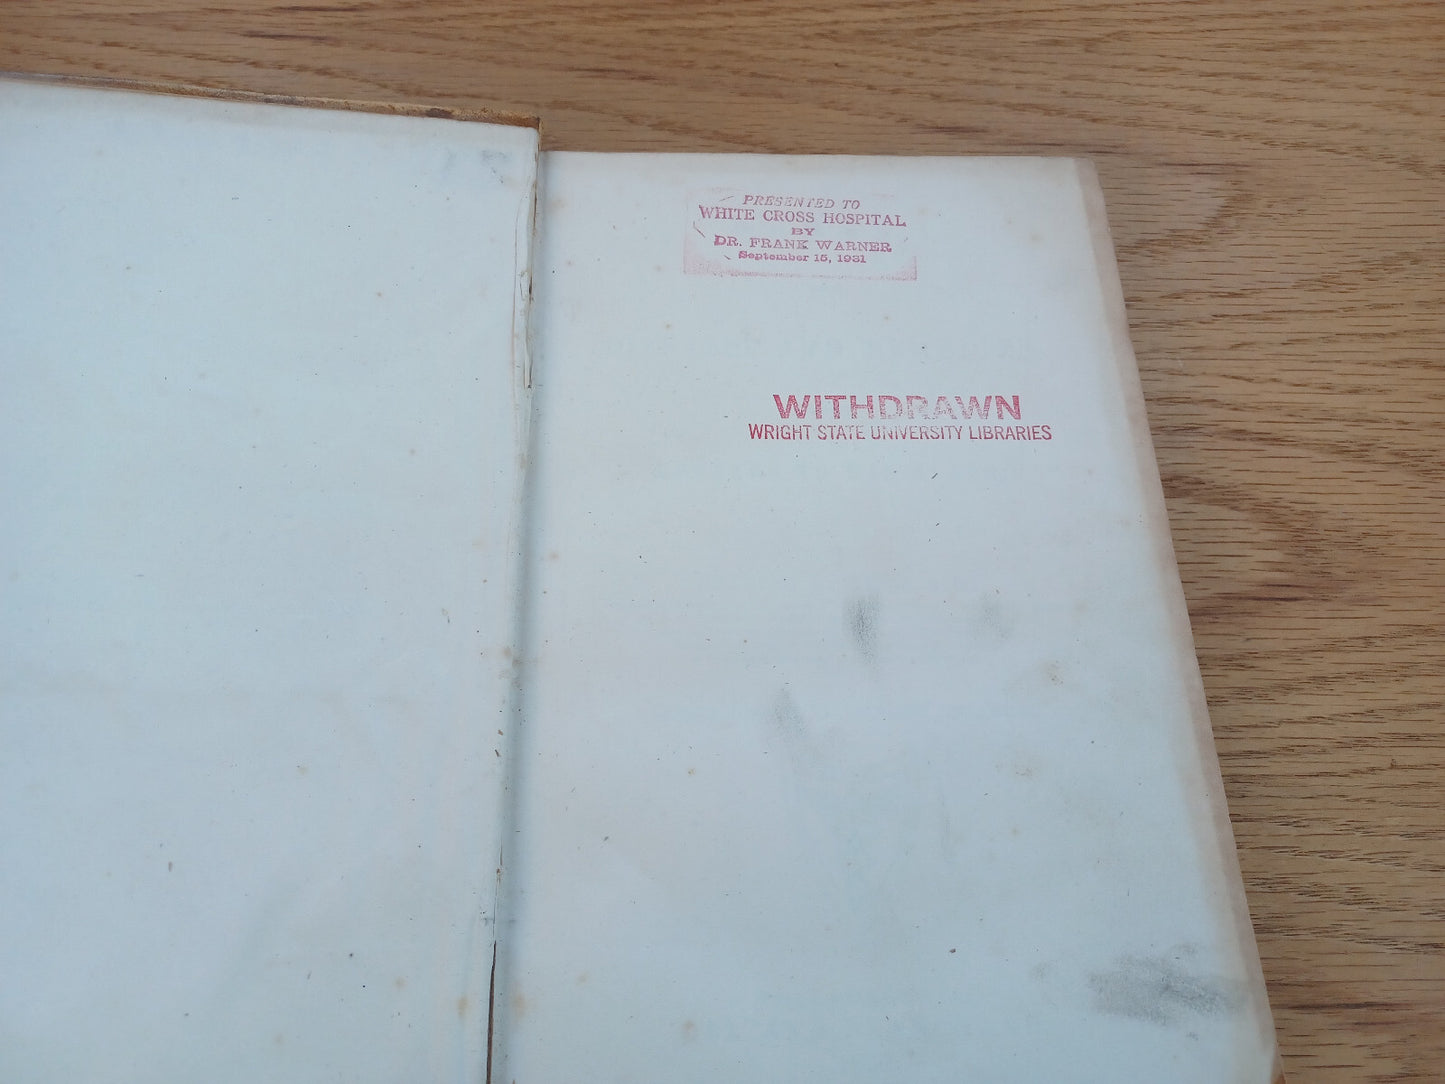 PRESENTED TO
WHITE CROSS HOSPITAL
BY
DR. FRANK WARNER
September 15, 1931
WITHDRAWN
WRIGHT STATE UNIVERSITY LIBRARIES